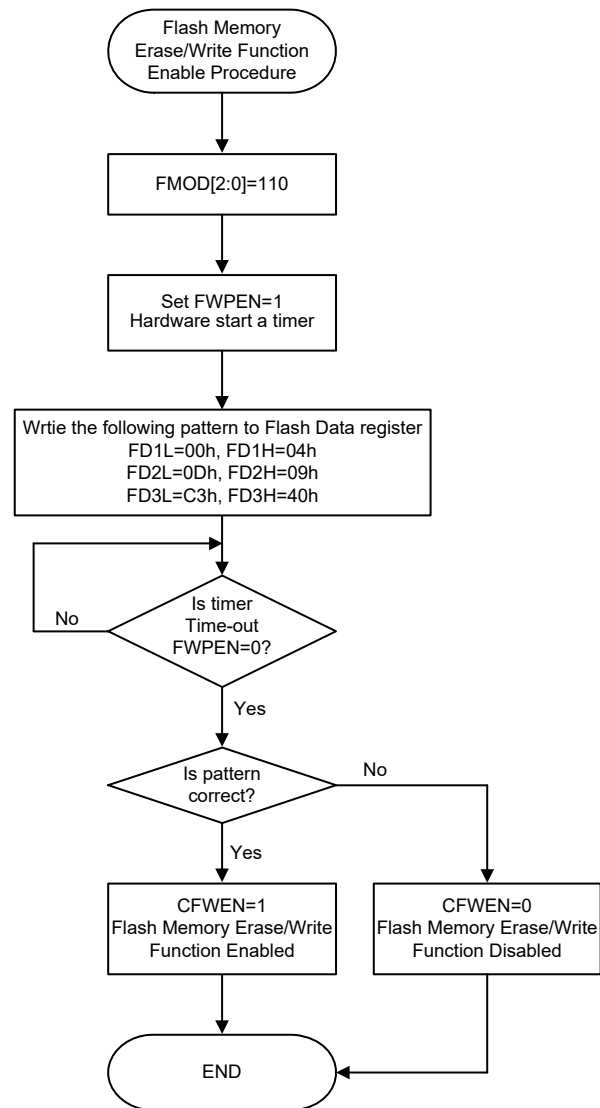 Flash Memory
Erase/Write Function
Enable Procedure
FMOD[2:0]=110
Set FWPEN=1
Hardware start a timer
Wrtie the following pattern to Flash Data register
FD1L=00h, FD1H=04h
FD2L=0Dh, FD2H=09h
FD3L=C3h, FD3H=40h
Is timer
Time-out
FWPEN=0?
No
Yes
Is pattern
correct?
No
Yes
CFWEN=1
Flash Memory Erase/Write
Function Enabled
CFWEN=0
Flash Memory Erase/Write
Function Disabled
END